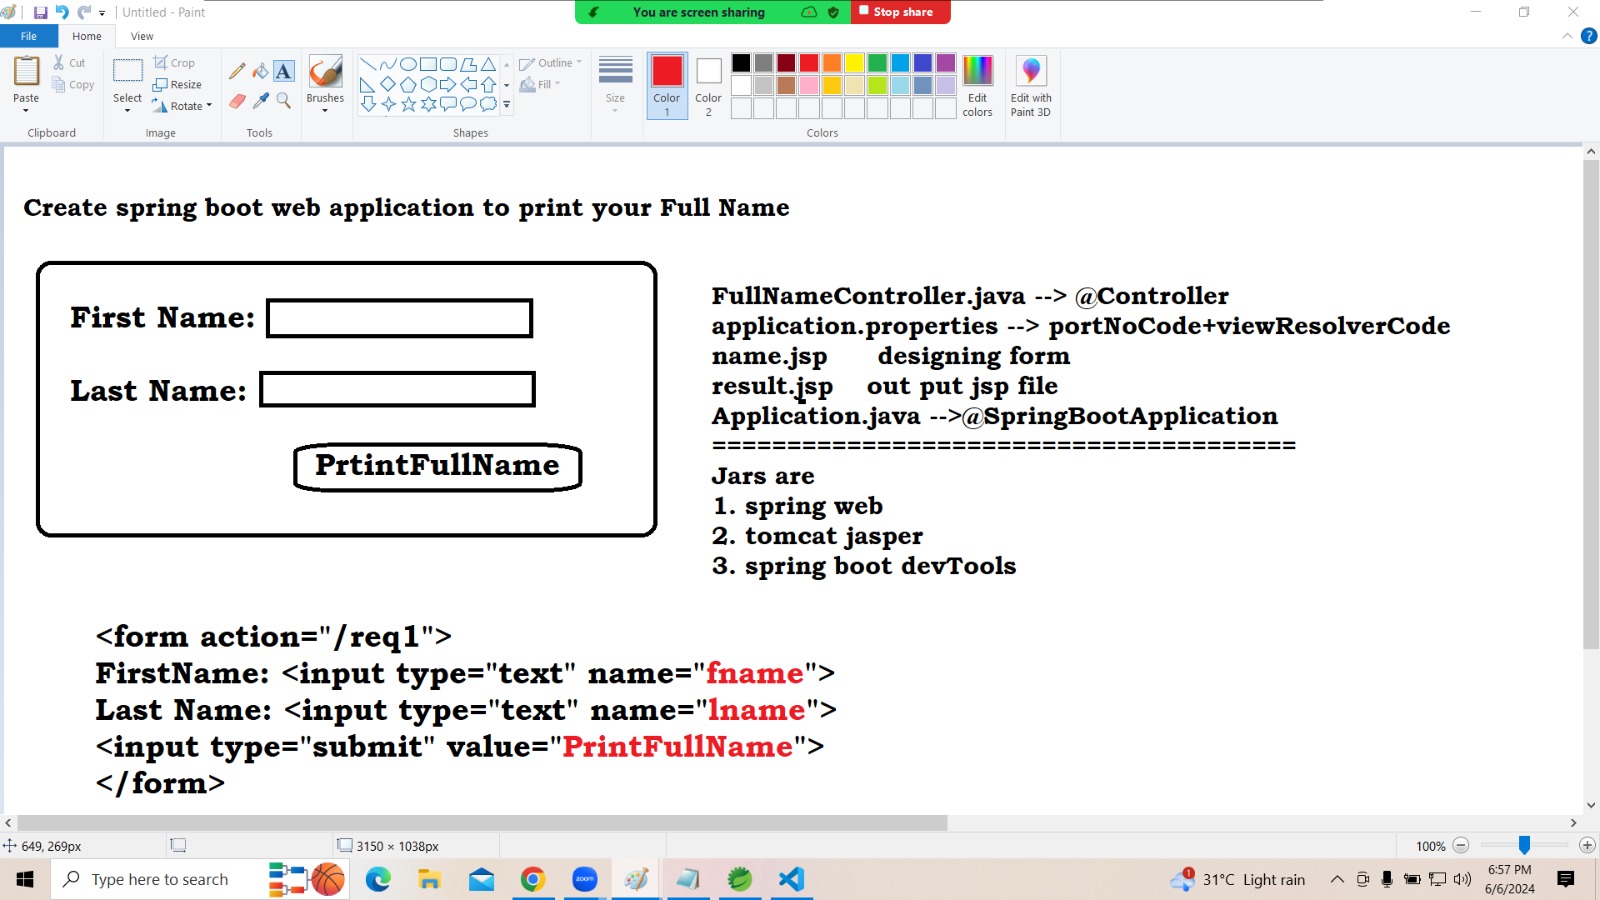 Untitled - Paint
You are screen sharing
Stop share
File
Home
View
Paste
Cut
Copy
Clipboard
Select
Crop
Resize
Rotate
Image
A
Tools
Brushes
Outline
Fill
Shapes
Size
Color 1
Color 2
Edit colors
Colors
Edit with Paint 3D
Create spring boot web application to print your Full Name
First Name:
Last Name:
PrtintFullName
FullNameController.java --> @Controller
application.properties --> portNoCode+viewResolverCode
name.jsp designing form
result.jsp out put jsp file
Application.java -->@SpringBootApplication
=======================================
Jars are
1. spring web
2. tomcat jasper
3. spring boot devTools
<form action="/req1">
FirstName: <input type="text" name="fname">
Last Name: <input type="text" name="lname">
<input type="submit" value="PrintFullName">
</form>
649, 269px
3150 × 1038px
100%
Type here to search
zoom
1
31°C Light rain
6:57 PM
6/6/2024